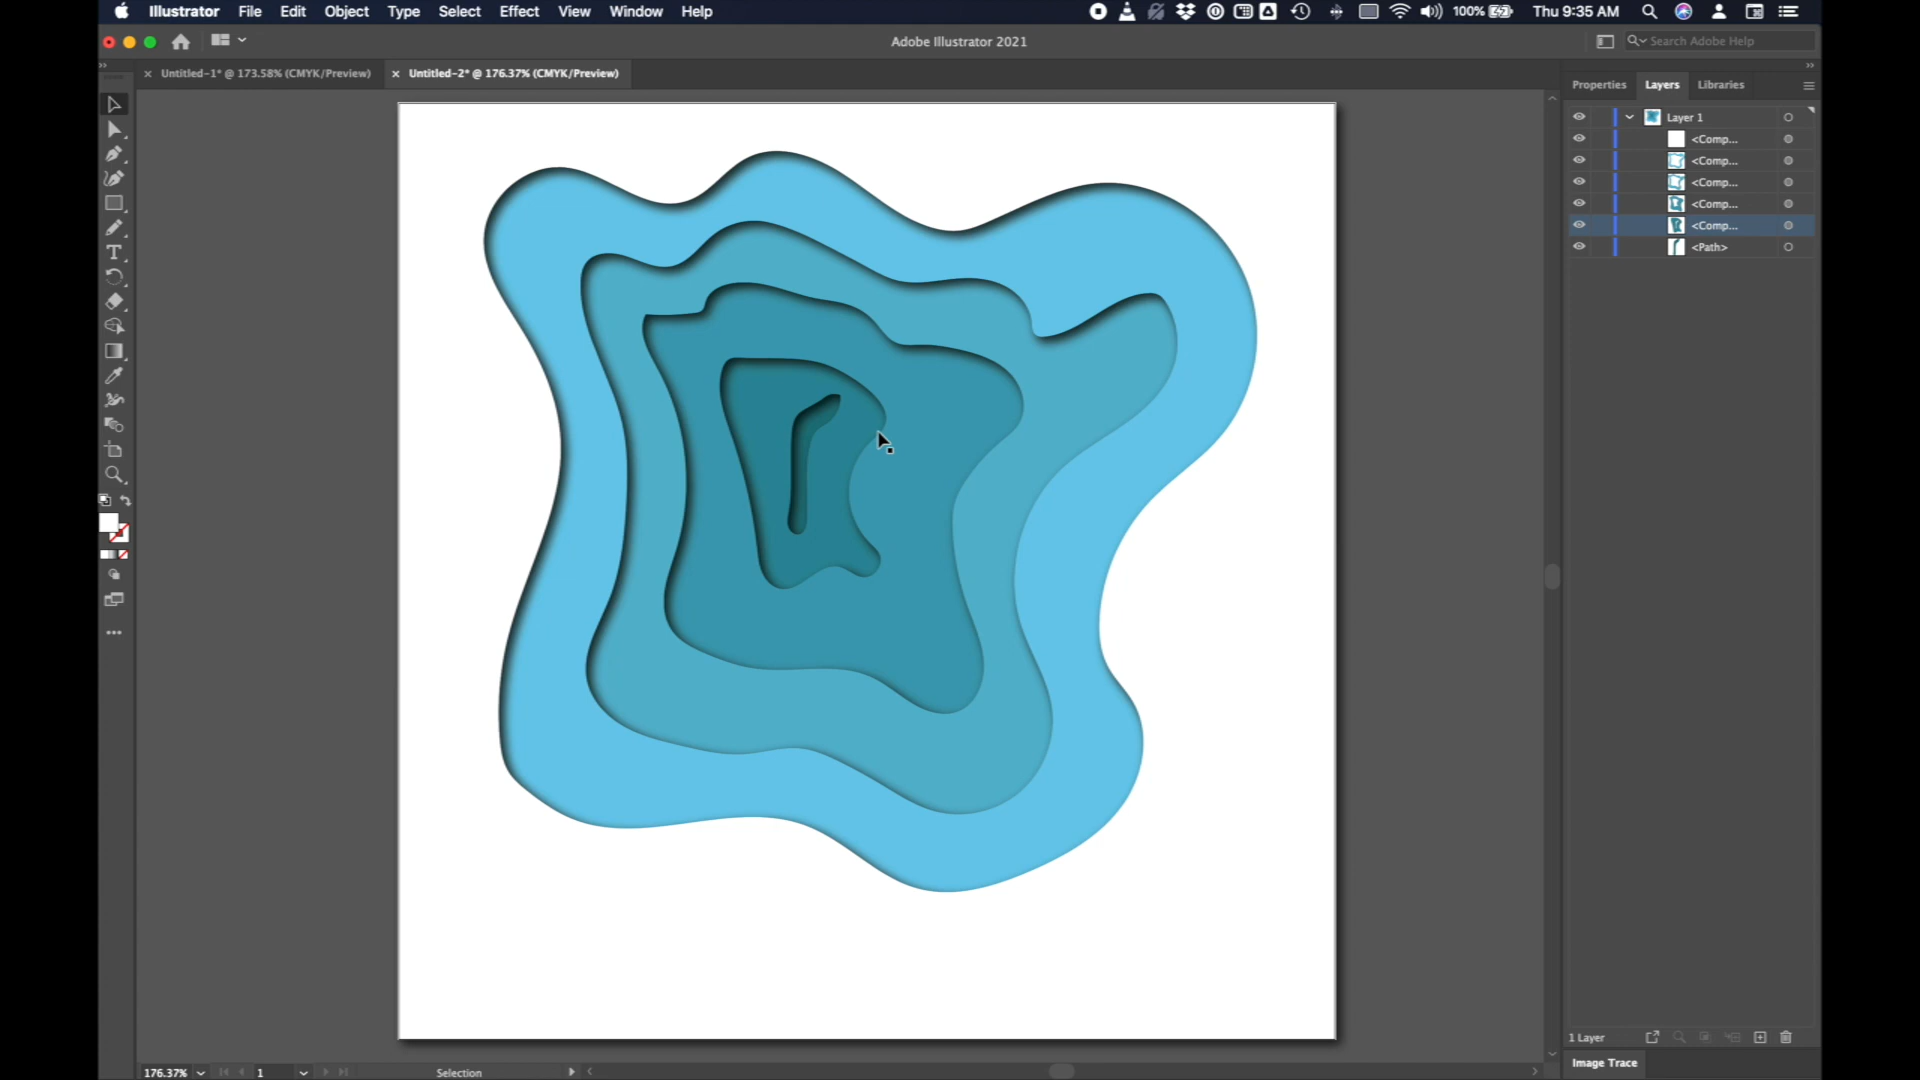 Illustrator File Edit Object Type Select Effect View Window Help 100% Thu 9:35 AM
Adobe Illustrator 2021 Search Adobe Help
Untitled-1* @ 173.58% (CMYK/Preview) Untitled-2* @ 176.37% (CMYK/Preview)
Properties Layers Libraries
Layer 1
<Comp...
<Comp...
<Comp...
<Comp...
<Comp...
<Path>
1 Layer
Image Trace
176.37% 1 Selection